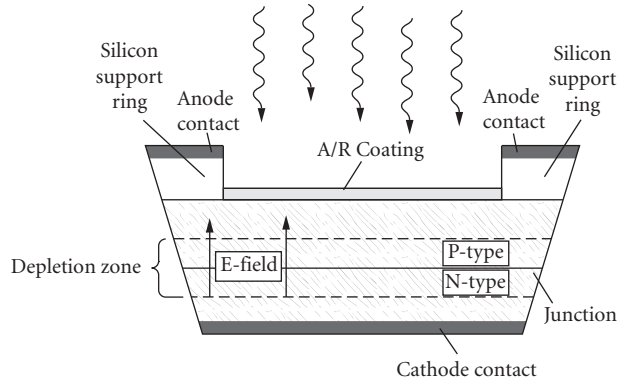 Silicon
support
ring
Anode
contact
A/R Coating
Anode
contact
Silicon
support
ring
Depletion zone
E-field
P-type
N-type
Junction
Cathode contact